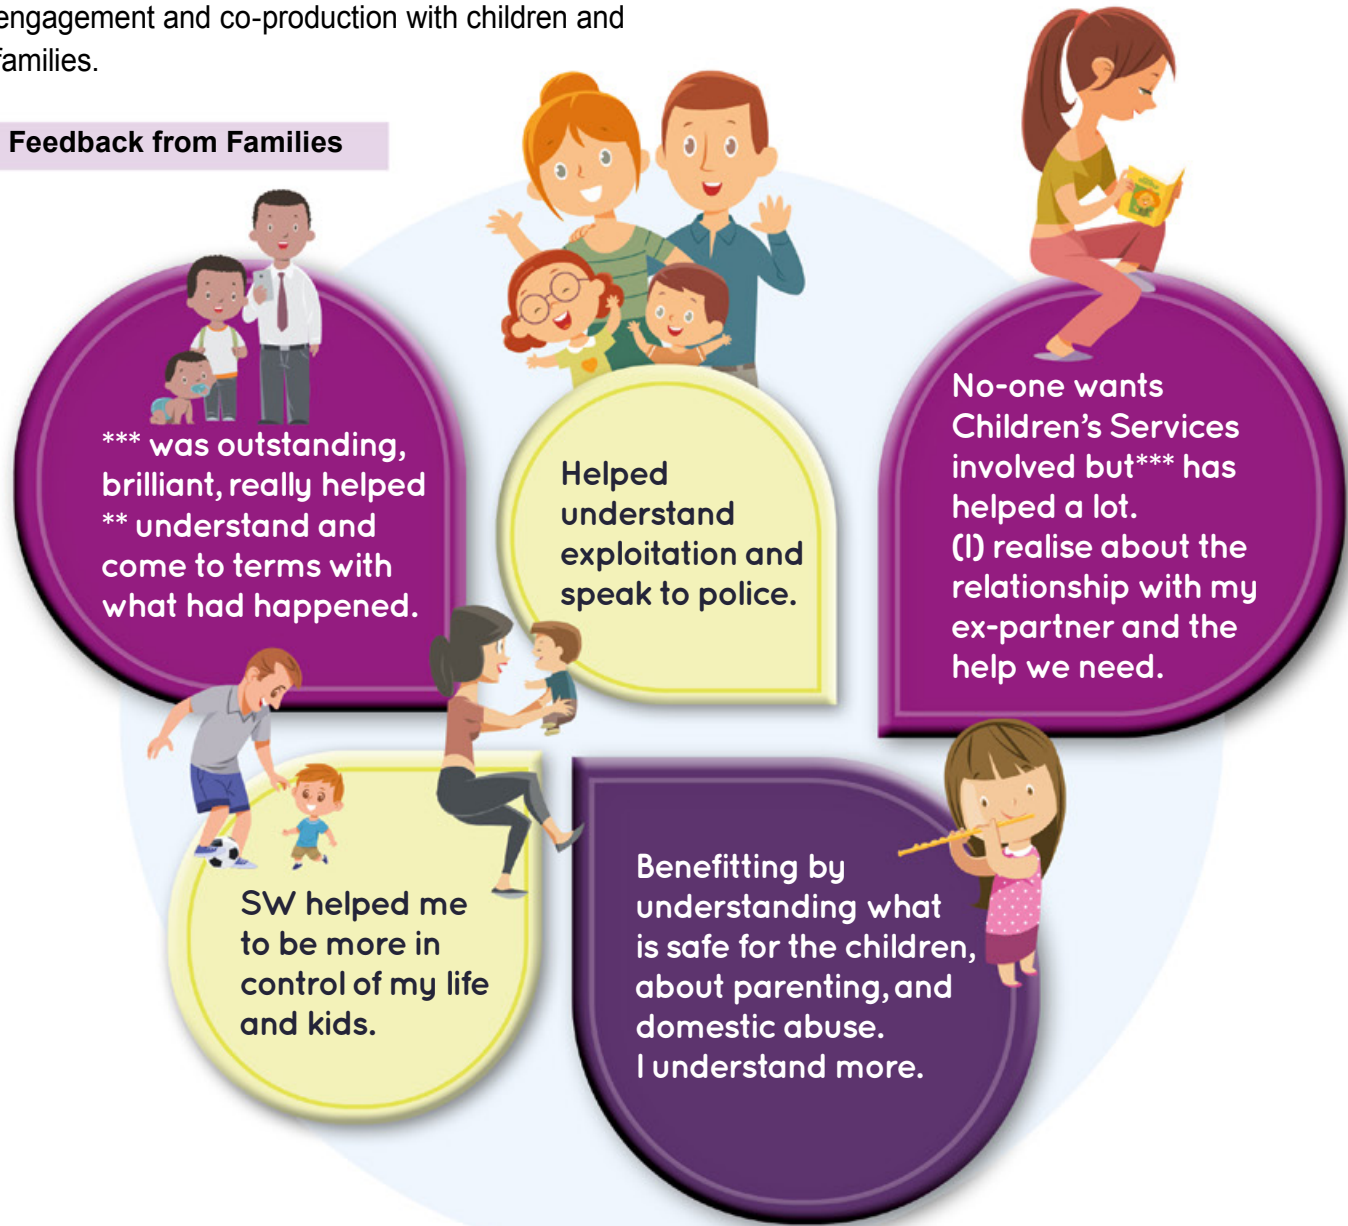 engagement and co-production with children and
families.
Feedback from Families
*** was outstanding,
brilliant, really helped
** understand and
come to terms with
what had happened.
Helped
understand
exploitation and
speak to police.
No-one wants
Children's Services
involved but*** has
helped a lot.
(I) realise about the
relationship with my
ex-partner and the
help we need.
SW helped me
to be more in
control of my life
and kids.
Benefitting by
understanding what
is safe for the children,
about parenting, and
domestic abuse.
I understand more.